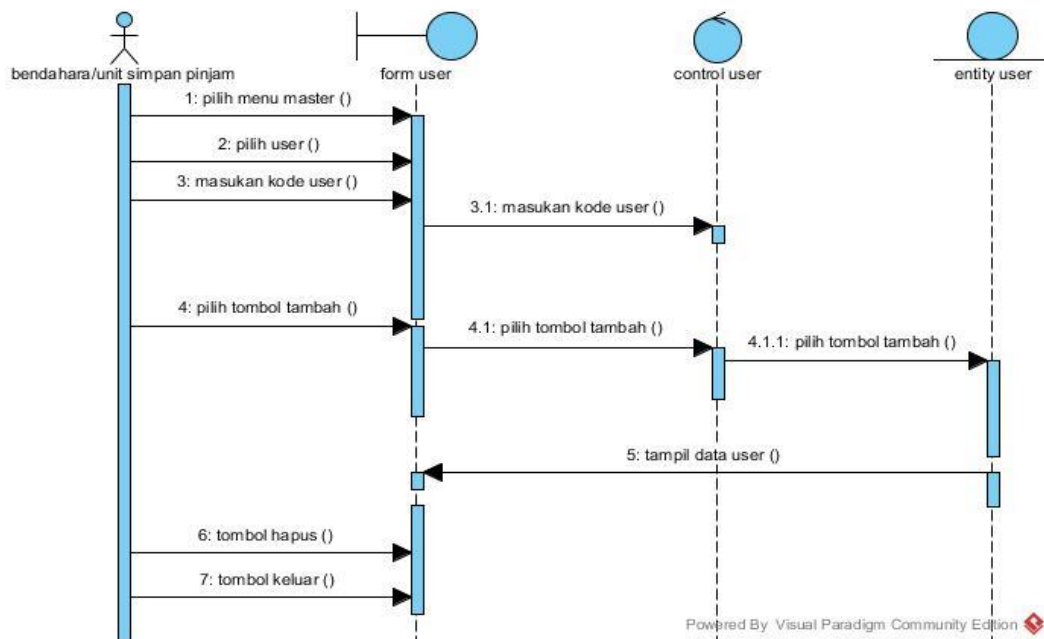 bendahara/unit simpan pinjam
form user
control user
entity user
1: pilih menu master ()
2: pilih user ()
3: masukan kode user ()
3.1: masukan kode user ()
4: pilih tombol tambah ()
4.1: pilih tombol tambah ()
4.1.1: pilih tombol tambah ()
5: tampil data user ()
6: tombol hapus ()
7: tombol keluar ()
Powered By Visual Paradigm Community Edition